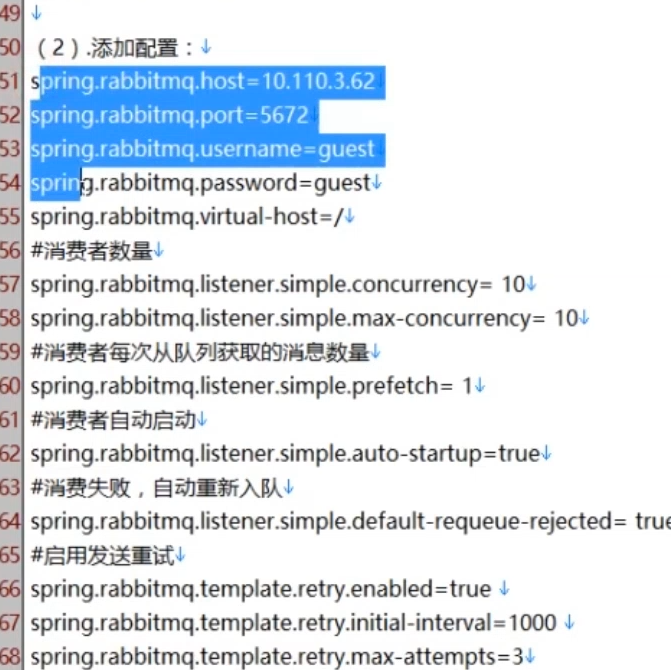 49 ↓
50 （2）.添加配置：↓
51 spring.rabbitmq.host=10.110.3.62↓
52 spring.rabbitmq.port=5672↓
53 spring.rabbitmq.username=guest↓
54 spring.rabbitmq.password=guest↓
55 spring.rabbitmq.virtual-host=/↓
56 #消费者数量↓
57 spring.rabbitmq.listener.simple.concurrency= 10↓
58 spring.rabbitmq.listener.simple.max-concurrency= 10↓
59 #消费者每次从队列获取的消息数量↓
60 spring.rabbitmq.listener.simple.prefetch= 1↓
61 #消费者自动启动↓
62 spring.rabbitmq.listener.simple.auto-startup=true↓
63 #消费失败，自动重新入队↓
64 spring.rabbitmq.listener.simple.default-requeue-rejected= true
65 #启用发送重试↓
66 spring.rabbitmq.template.retry.enabled=true ↓
67 spring.rabbitmq.template.retry.initial-interval=1000 ↓
68 spring.rabbitmq.template.retry.max-attempts=3↓